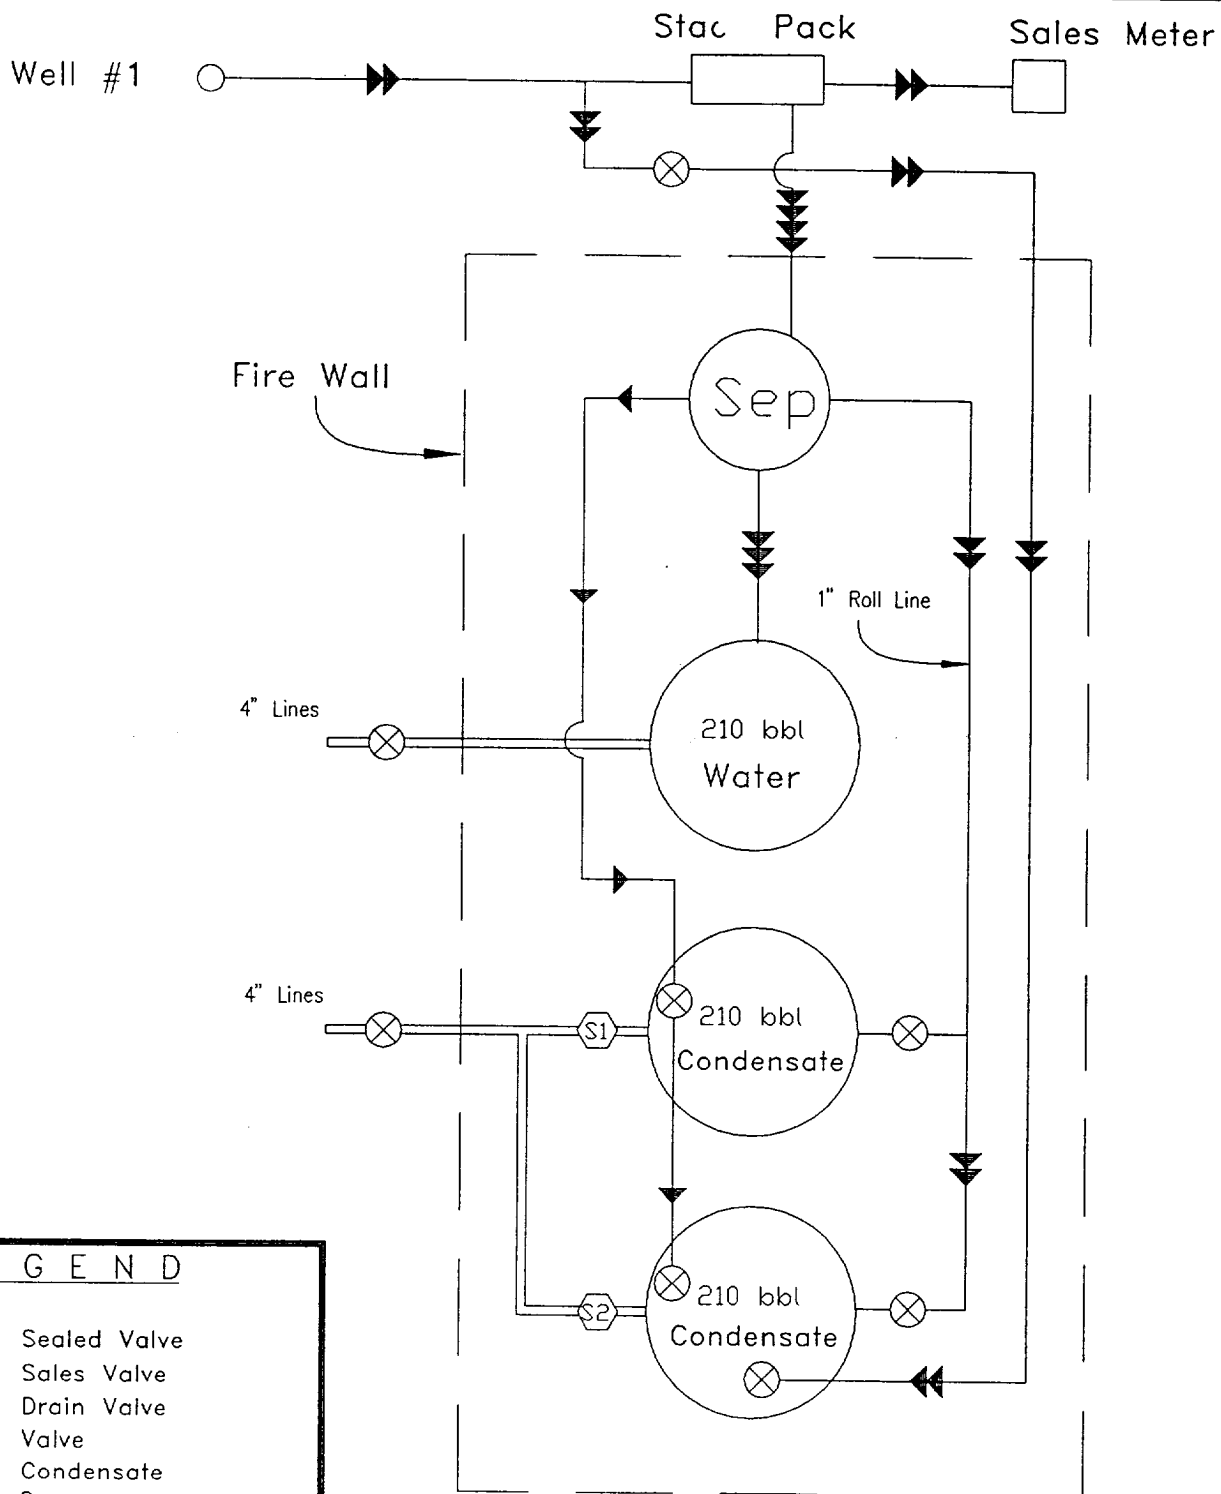 Stac Pack
Sales Meter
Well #1
Fire Wall
Sep
1" Roll Line
4" Lines
210 bbl
Water
4" Lines
S1
210 bbl
Condensate
S2
210 bbl
Condensate
G E N D
Sealed Valve
Sales Valve
Drain Valve
Valve
Condensate